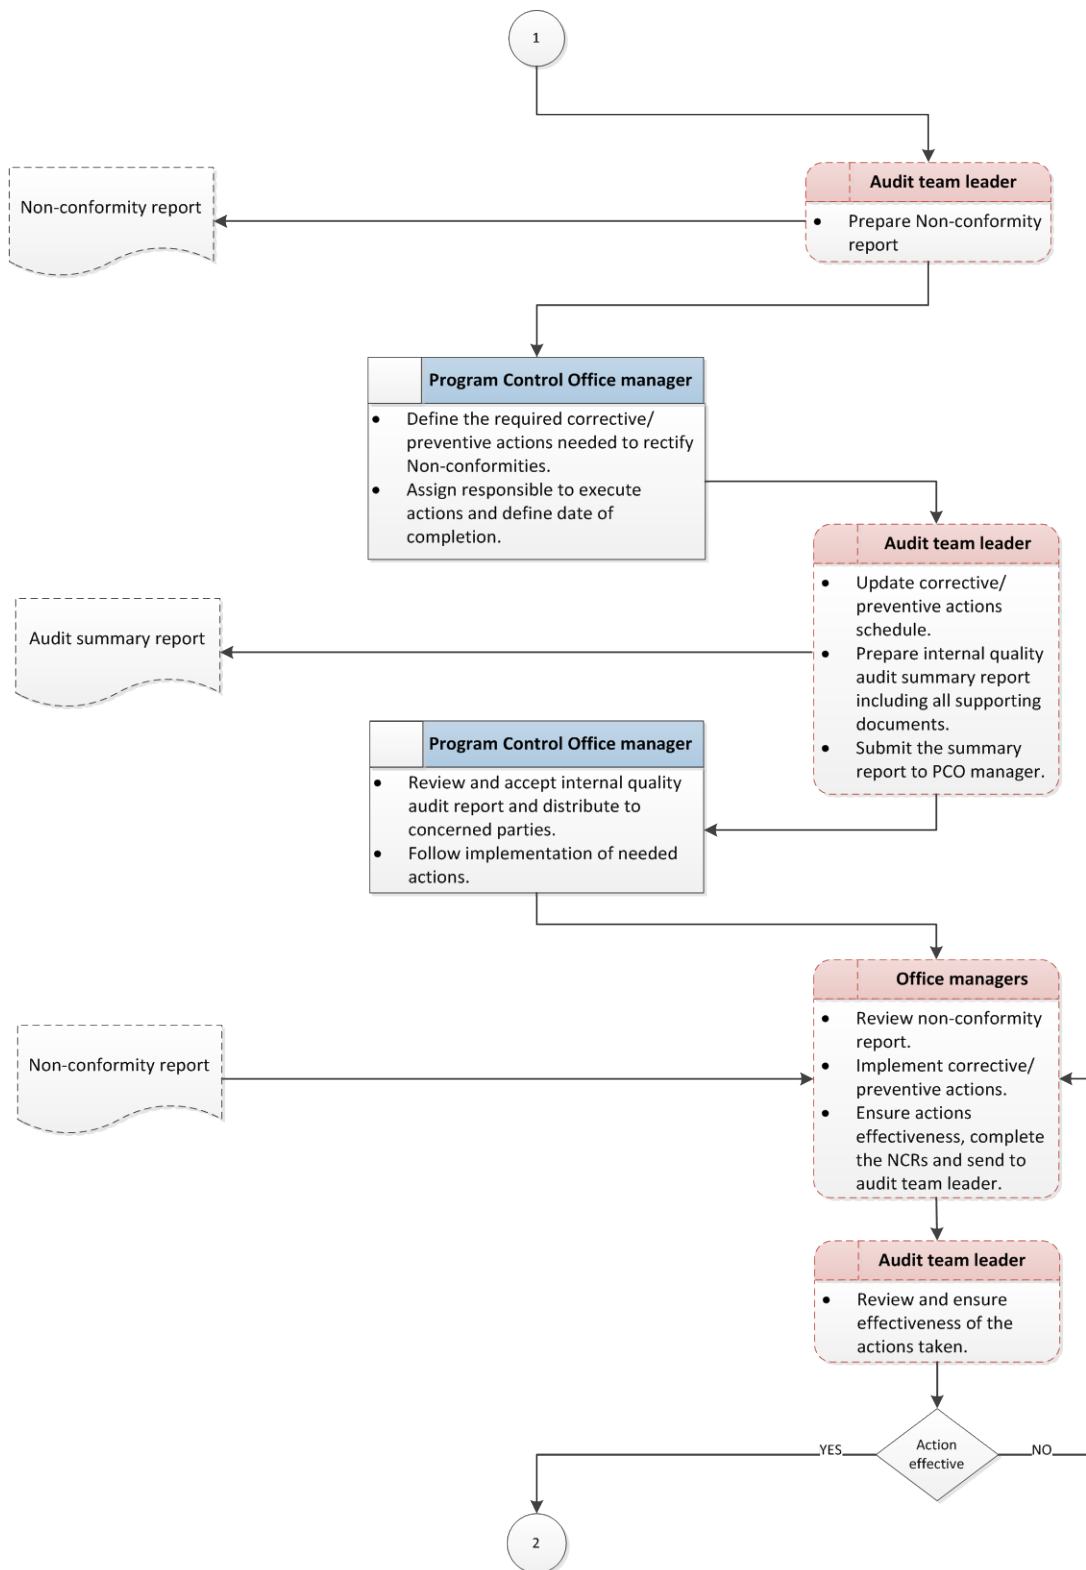 1
Audit team leader
Non-conformity report
• Prepare Non-conformity
report
Program Control Office manager
• Define the required corrective/
preventive actions needed to rectify
Non-conformities.
• Assign responsible to execute
actions and define date of
completion.
Audit team leader
• Update corrective/
preventive actions
schedule.
• Prepare internal quality
audit summary report
including all supporting
documents.
• Submit the summary
report to PCO manager.
Audit summary report
Program Control Office manager
• Review and accept internal quality
audit report and distribute to
concerned parties.
• Follow implementation of needed
actions.
Office managers
• Review non-conformity
report.
• Implement corrective/
preventive actions.
• Ensure actions
effectiveness, complete
the NCRs and send to
audit team leader.
Non-conformity report
Audit team leader
• Review and ensure
effectiveness of the
actions taken.
Action
effective
YES
NO
2